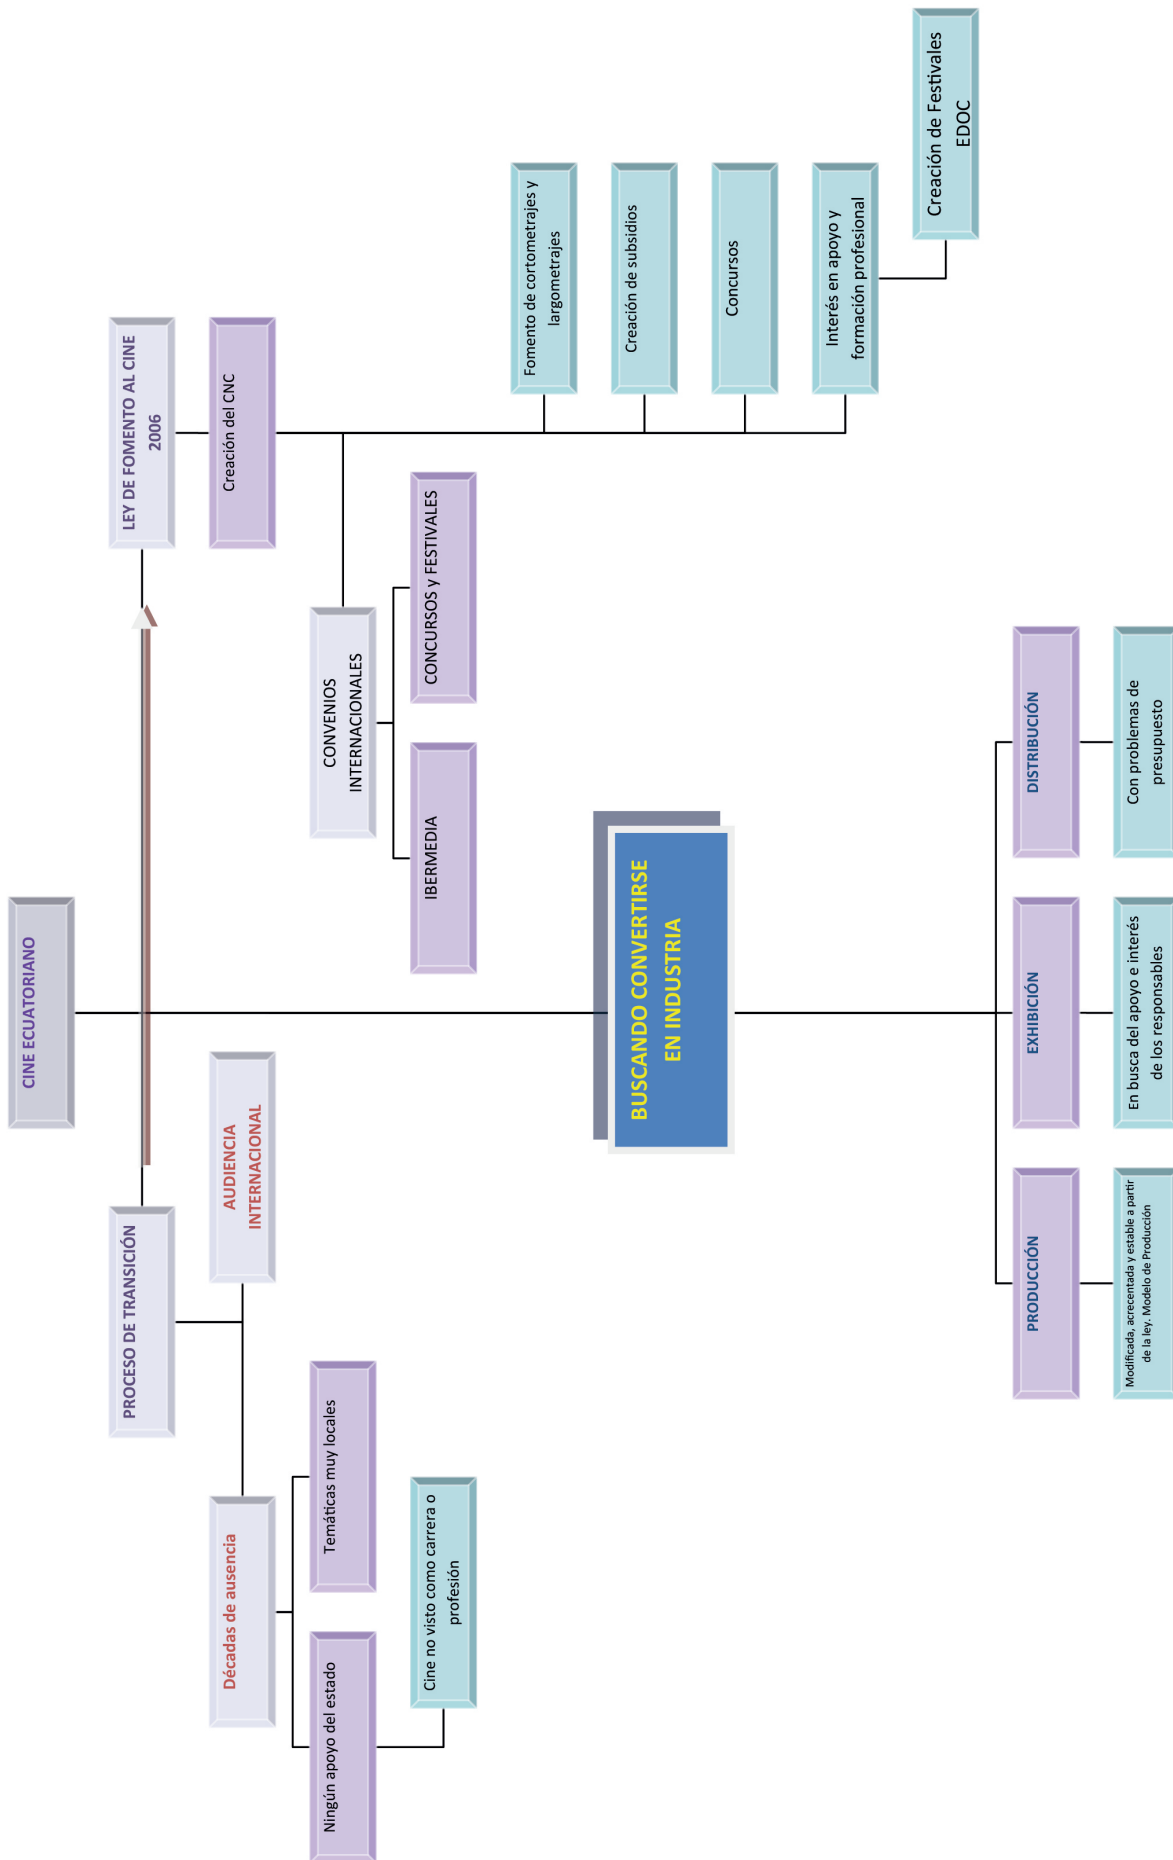 CINE ECUATORIANO
PROCESO DE TRANSICIÓN
LEY DE FOMENTO AL CINE
2006
Décadas de ausencia
AUDIENCIA
INTERNACIONAL
Creación del CNC
Ningún apoyo del estado
Temáticas muy locales
CONVENIOS
INTERNACIONALES
Cine no visto como carrera o
profesión
IBERMEDIA
CONCURSOS y FESTIVALES
Fomento de cortometrajes y
largometrajes
Creación de subsidios
Concursos
Interés en apoyo y
formación profesional
Creación de Festivales
EDOC
BUSCANDO CONVERTIRSE
EN INDUSTRIA
PRODUCCIÓN
EXHIBICIÓN
DISTRIBUCIÓN
Modificada, acrecentada y estable a partir
de la ley. Modelo de Producción
En busca del apoyo e interés
de los responsables
Con problemas de
presupuesto